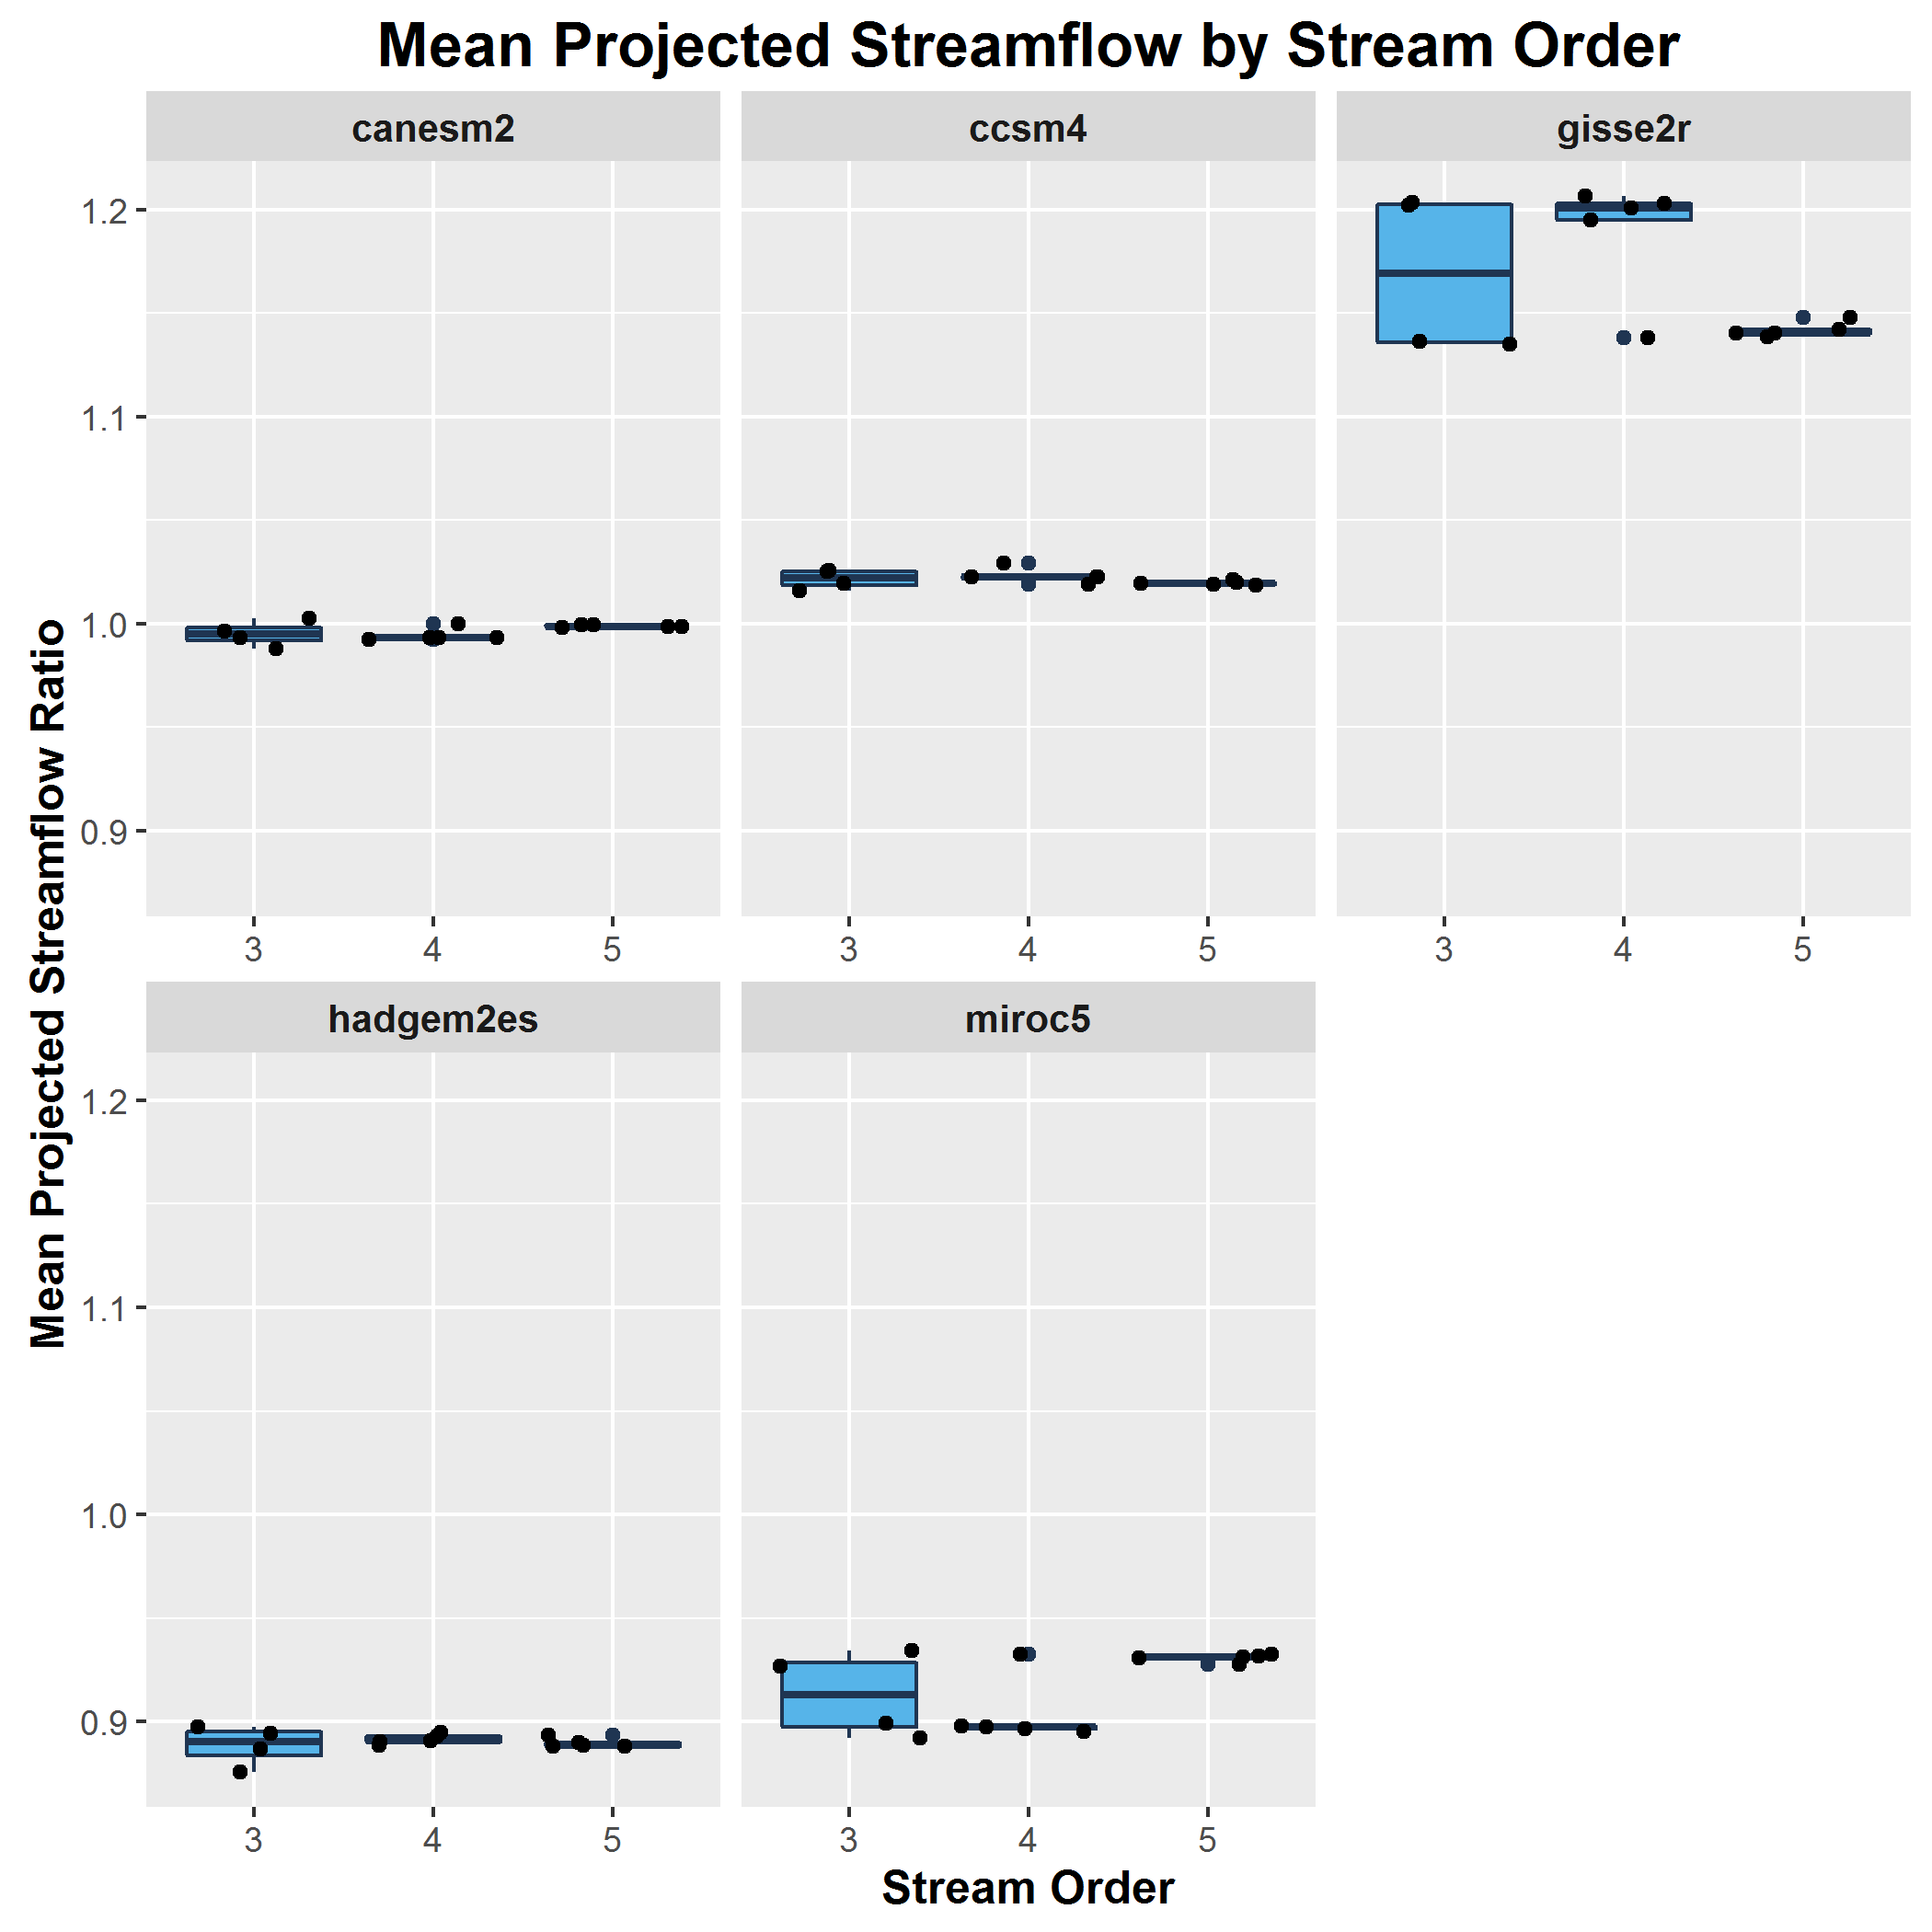 Mean Projected Streamflow by Stream Order
canesm2
ccsm4
gisse2r
1.2
1.1
1.0
0.9
3 4 5
3 4 5
3 4 5
Mean Projected Streamflow Ratio
hadgem2es
miroc5
1.2
1.1
1.0
0.9
3 4 5
3 4 5
Stream Order